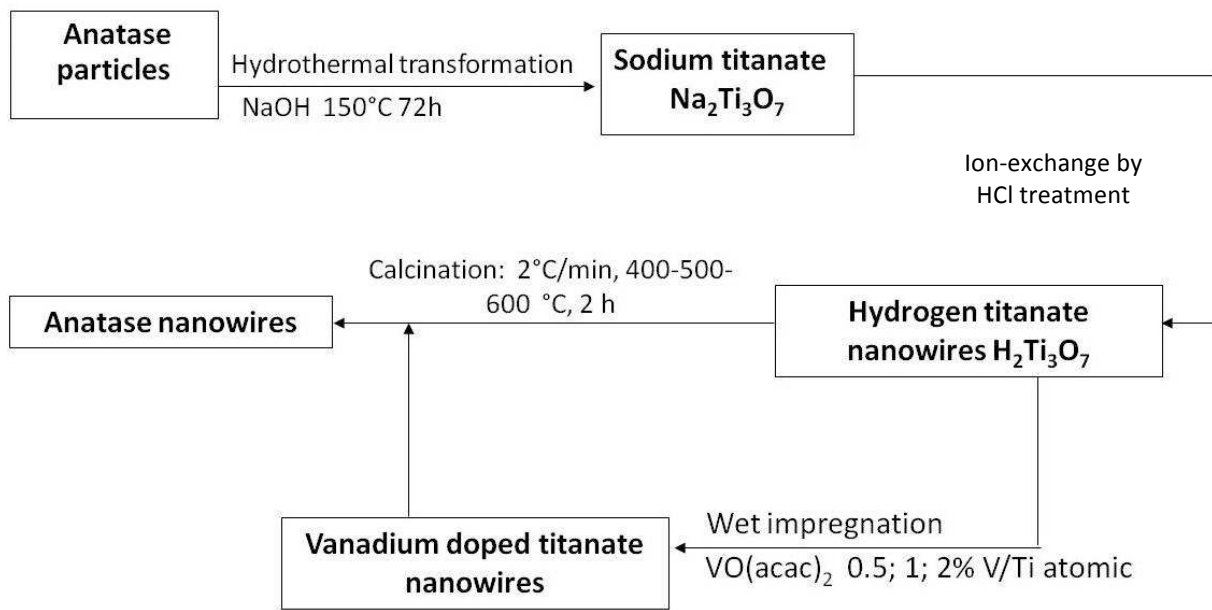 Anatase
particles
Hydrothermal transformation
NaOH 150°C 72h
Sodium titanate
Na₂Ti₃O₇
Ion-exchange by
HCl treatment
Calcination: 2°C/min, 400-500-
600 °C, 2 h
Anatase nanowires
Hydrogen titanate
nanowires H₂Ti₃O₇
Vanadium doped titanate
nanowires
Wet impregnation
VO(acac)₂ 0.5; 1; 2% V/Ti atomic